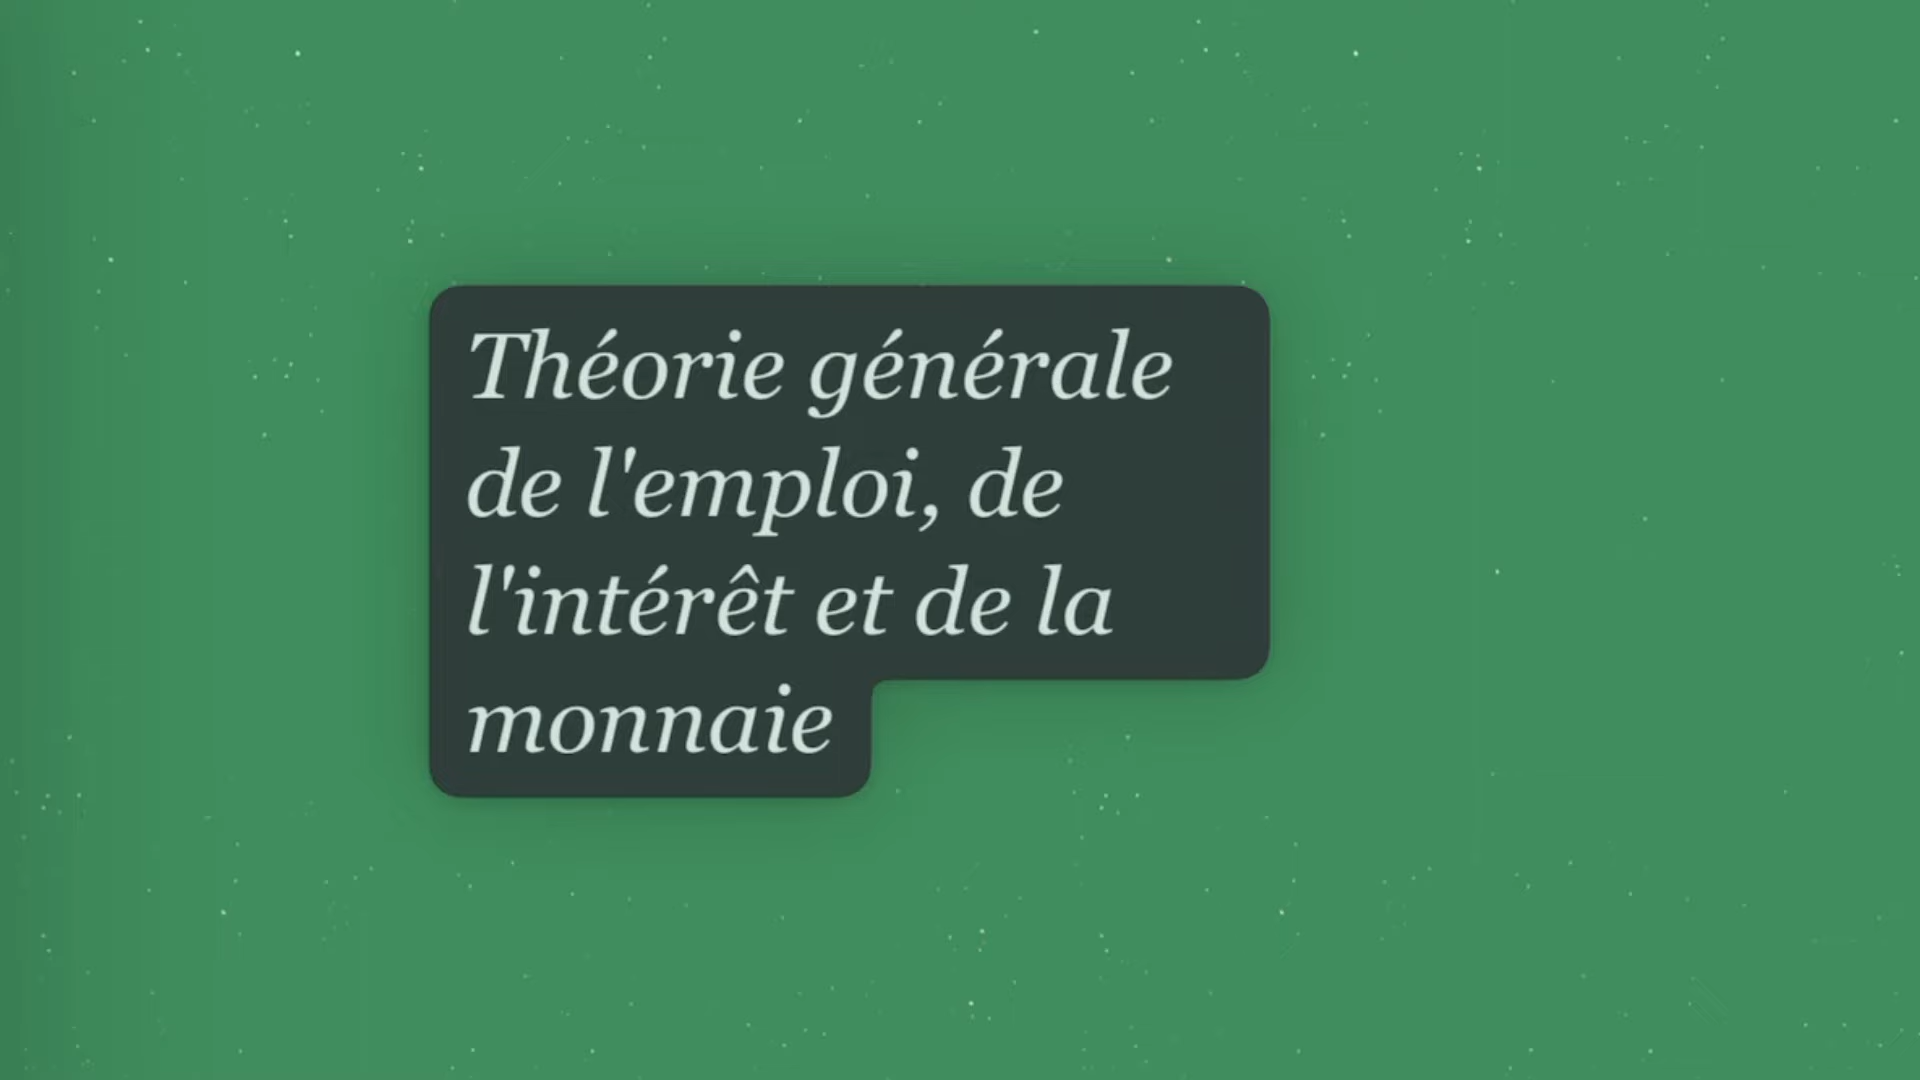 Théorie générale
de l'emploi, de
l'intérêt et de la
monnaie